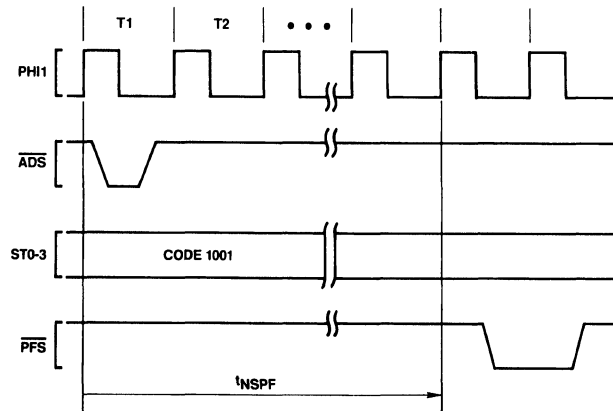 T1 T2 • • •
PHI1
ADS
ST0-3 CODE 1001
PFS
tNSPF